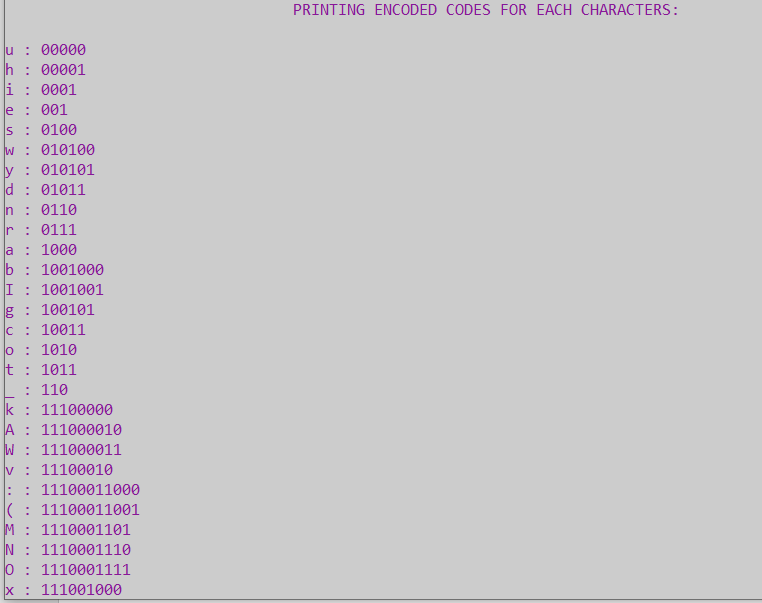 PRINTING ENCODED CODES FOR EACH CHARACTERS:
u : 00000
h : 00001
i : 0001
e : 001
s : 0100
w : 010100
y : 010101
d : 01011
n : 0110
r : 0111
a : 1000
b : 1001000
I : 1001001
g : 100101
c : 10011
o : 1010
t : 1011
_ : 110
k : 11100000
A : 111000010
W : 111000011
v : 11100010
: : 11100011000
( : 11100011001
M : 1110001101
N : 1110001110
O : 1110001111
x : 111001000